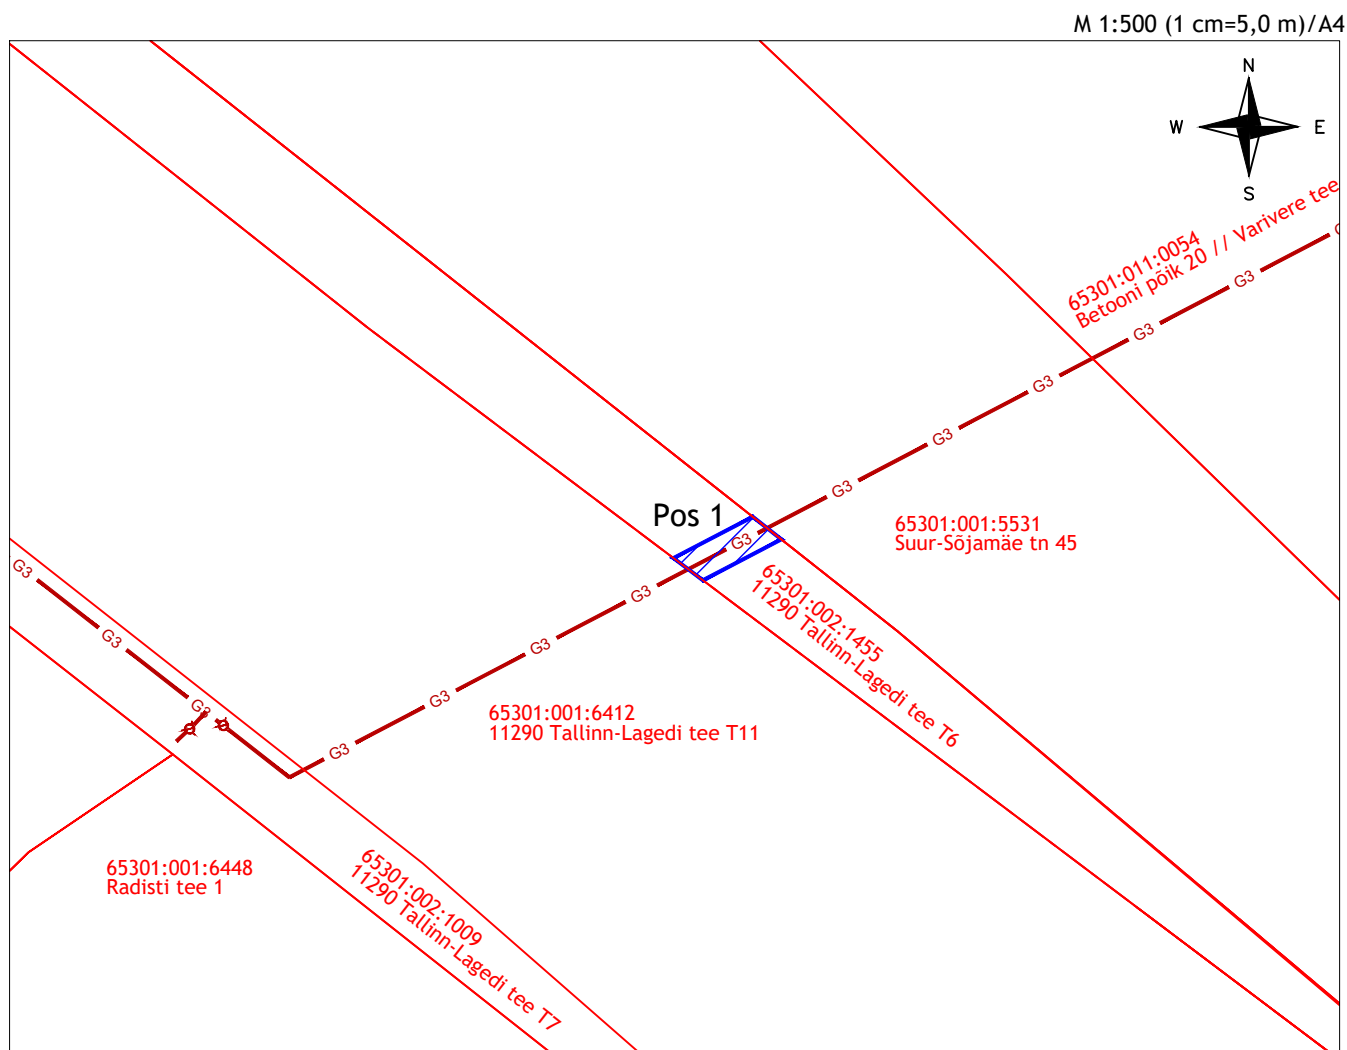 M 1:500 (1 cm=5,0 m)/A4
N
W
E
S
65301:011:0054
Betooni põik 20 // Varivere tee
G3
G3
G3
G3
G3
Pos 1
G3
65301:001:5531
Suur-Sõjamäe tn 45
65301:002:1455
11290 Tallinn-Lagedi tee T6
G3
G3
G3
G3
G3
G3
G3
65301:001:6412
11290 Tallinn-Lagedi tee T11
65301:001:6448
Radisti tee 1
65301:002:1009
11290 Tallinn-Lagedi tee T7